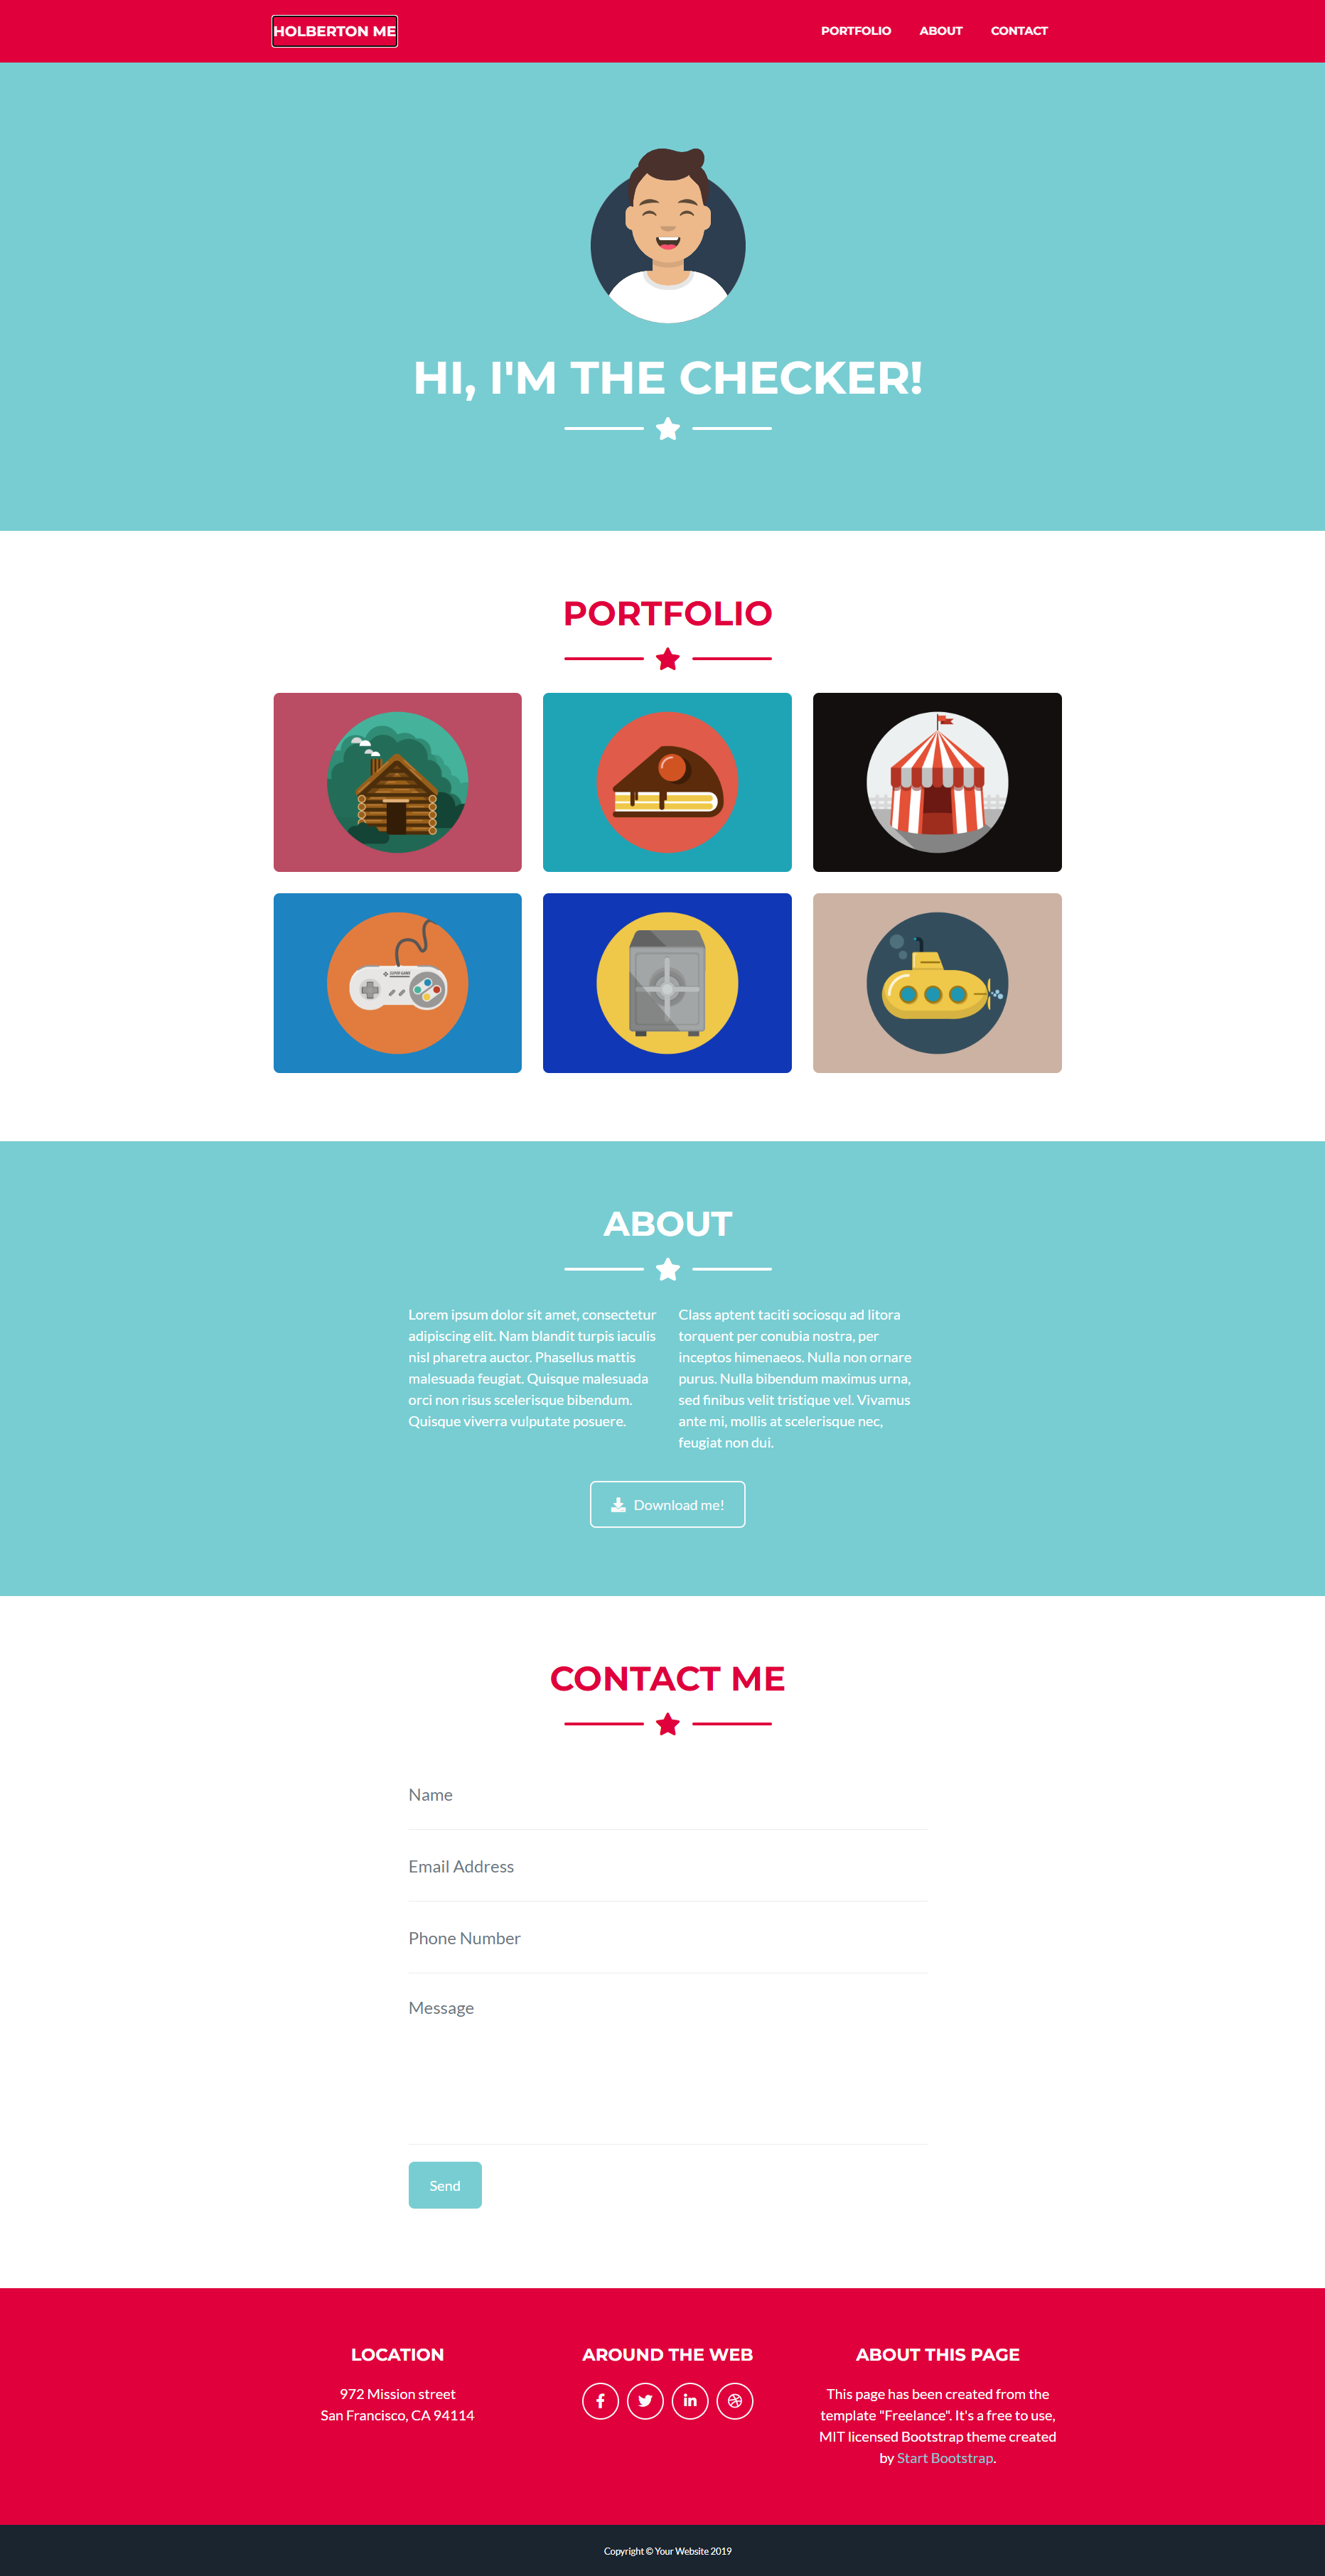 HOLBERTON ME
PORTFOLIO
ABOUT
CONTACT
HI, I'M THE CHECKER!
PORTFOLIO
ABOUT
Lorem ipsum dolor sit amet, consectetur
adipiscing elit. Nam blandit turpis iaculis
nisl pharetra auctor. Phasellus mattis
malesuada feugiat. Quisque malesuada
orci non risus scelerisque bibendum.
Quisque viverra vulputate posuere.
Class aptent taciti sociosqu ad litora
torquent per conubia nostra, per
inceptos himenaeos. Nulla non ornare
purus. Nulla bibendum maximus urna,
sed finibus velit tristique vel. Vivamus
ante mi, mollis at scelerisque nec,
feugiat non dui.
Download me!
CONTACT ME
Name
Email Address
Phone Number
Message
Send
LOCATION
972 Mission street
San Francisco, CA 94114
AROUND THE WEB
ABOUT THIS PAGE
This page has been created from the
template "Freelance". It's a free to use,
MIT licensed Bootstrap theme created
by Start Bootstrap.
Copyright © Your Website 2019